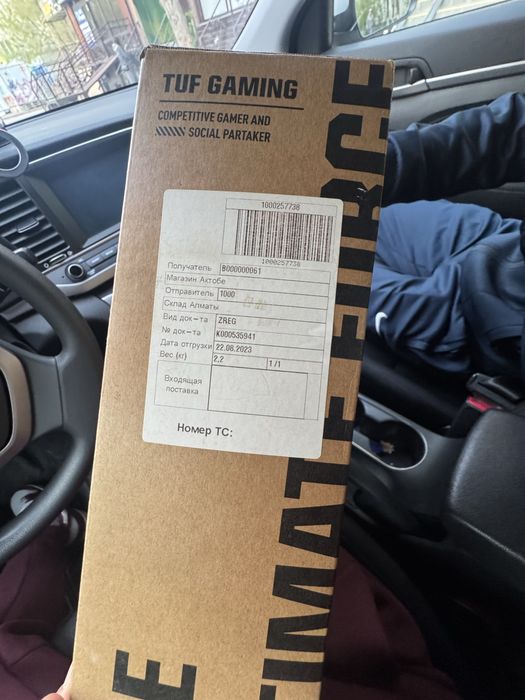 TUF GAMING
COMPETITIVE GAMER AND
SOCIAL PARTAKER
1000257738
1000257738
Получатель B000000061
Магазин Актобе
Отправитель 1000
Склад Алматы
Вид док-та ZREG
№ док-та K000535941
Дата отгрузки 22.08.2023
Вес (кг) 2,2 1/1
Входящая
поставка
Номер ТС:
TIMATE FORCE
E